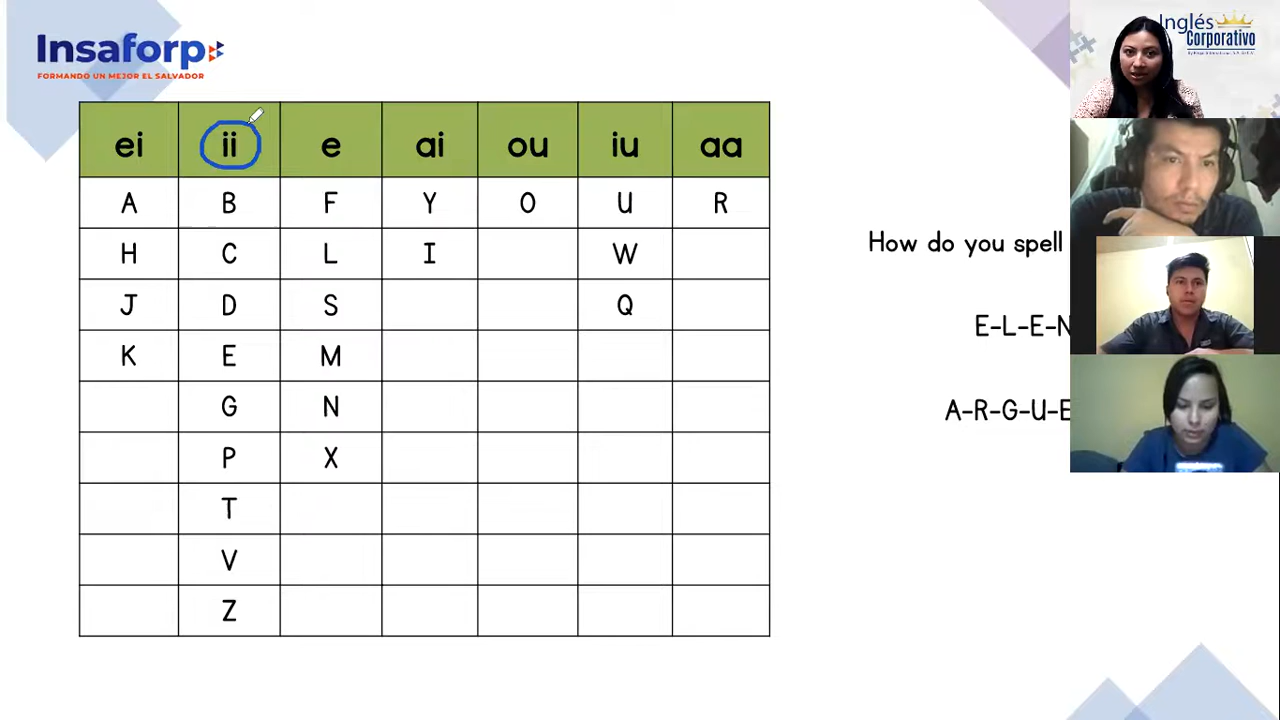 Insaforp
FORMANDO UN MEJOR EL SALVADOR
Inglés
Corporativo
ei ii e ai ou iu aa
A B F Y O U R
H C L I W
J D S Q
K E M
G N
P X
T
V
Z
How do you spell
E-L-E-N
A-R-G-U-E